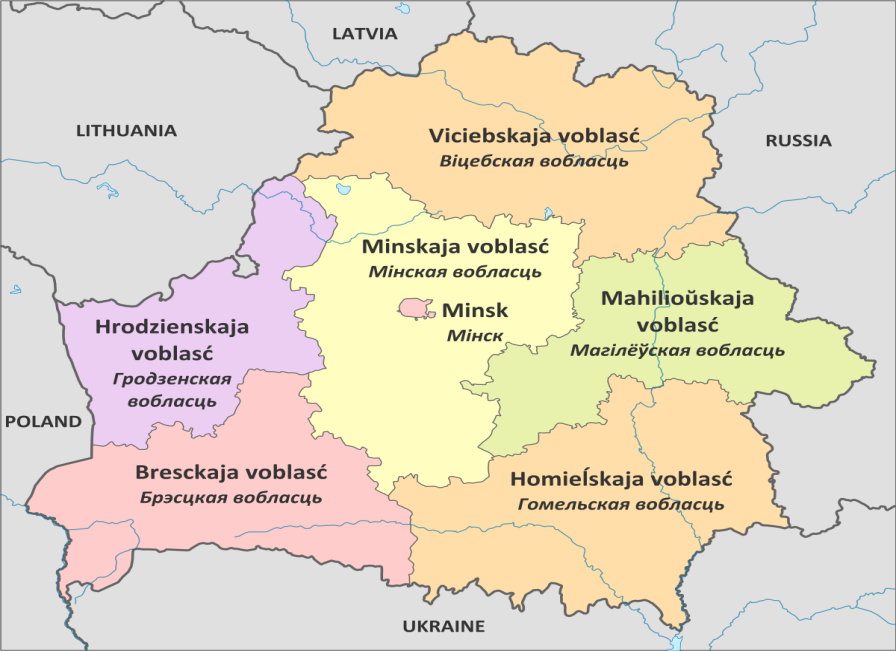 LATVIA
LITHUANIA
RUSSIA
Viciebskaja voblasć
Віцебская вобласць
Minskaja voblasć
Мінская вобласць
Minsk
Мінск
Mahilioŭskaja
voblasć
Магілёўская вобласць
Hrodzienskaja
voblasć
Гродзенская
вобласць
POLAND
Bresckaja voblasć
Брэсцкая вобласць
Homieĺskaja voblasć
Гомельская вобласць
UKRAINE